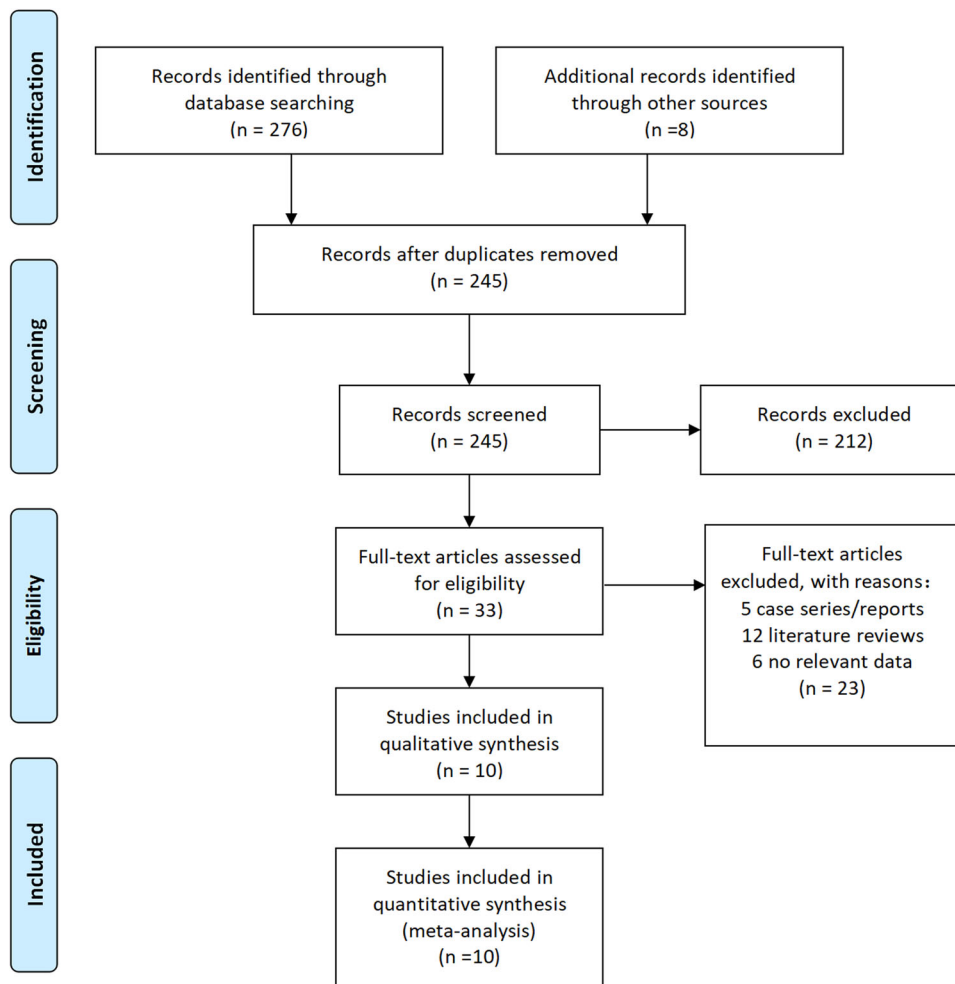 Identification
Records identified through
database searching
(n = 276)
Additional records identified
through other sources
(n =8)
Screening
Records after duplicates removed
(n = 245)
Records screened
(n = 245)
Records excluded
(n = 212)
Eligibility
Full-text articles assessed
for eligibility
(n = 33)
Full-text articles
excluded, with reasons：
5 case series/reports
12 literature reviews
6 no relevant data
(n = 23)
Studies included in
qualitative synthesis
(n = 10)
Included
Studies included in
quantitative synthesis
(meta-analysis)
(n =10)